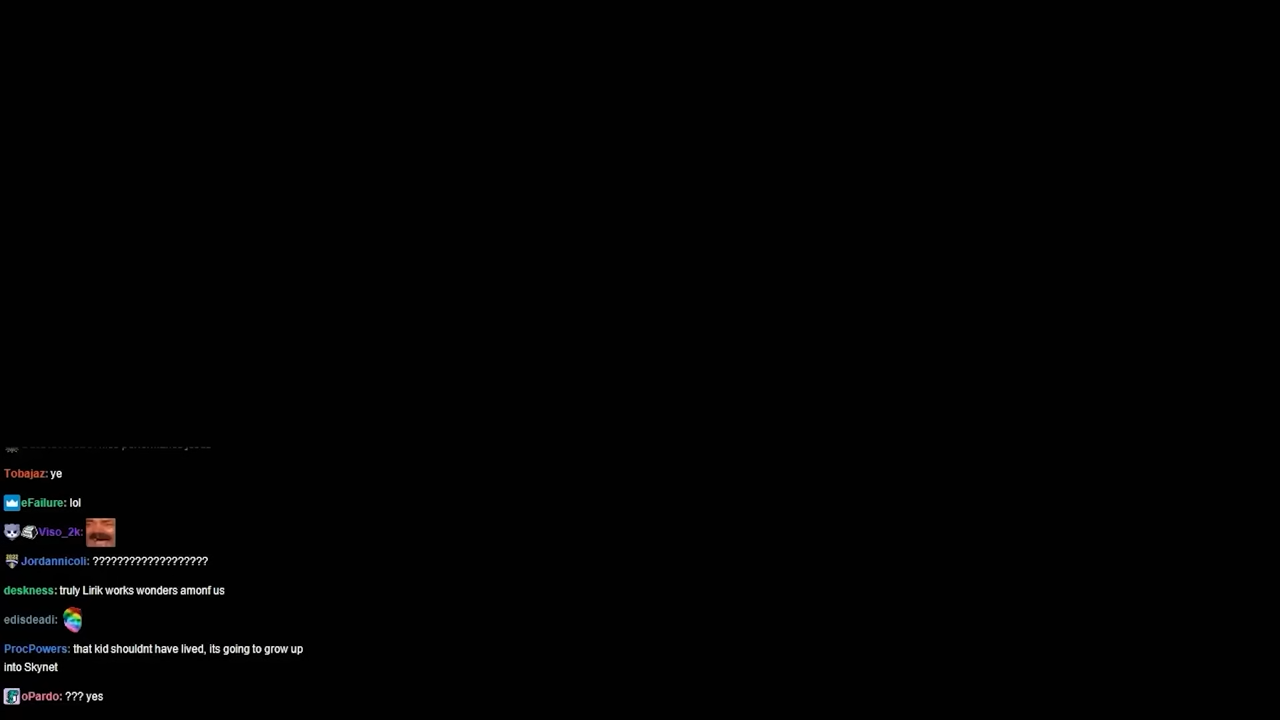 Tobajaz: ye
eFailure: lol
Viso_2k:
Jordannicoli: ???????????????????
deskness: truly Lirik works wonders amonf us
edisdeadi:
ProcPowers: that kid shouldnt have lived, its going to grow up
into Skynet
oPardo: ??? yes